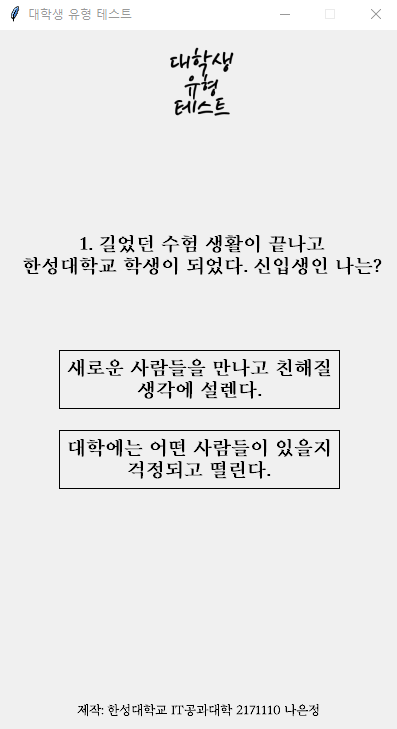 대학생 유형 테스트
대학생
유형
테스트
1. 길었던 수험 생활이 끝나고
한성대학교 학생이 되었다. 신입생인 나는?
새로운 사람들을 만나고 친해질
생각에 설렌다.
대학에는 어떤 사람들이 있을지
걱정되고 떨린다.
제작: 한성대학교 IT공과대학 2171110 나은정